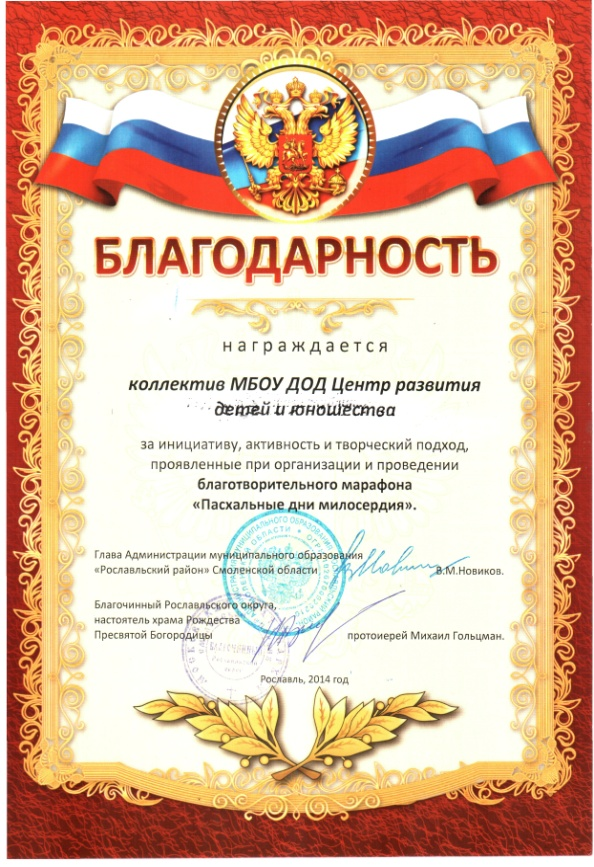 БЛАГОДАРНОСТЬ
награждается
коллектив МБОУ ДОД Центр развития
детей и юношества
за инициативу, активность и творческий подход,
проявленные при организации и проведении
благотворительного марафона
«Пасхальные дни милосердия».
Глава Администрации муниципального образования
«Рославльский район» Смоленской области В.М.Новиков.
Благочинный Рославльского округа,
настоятель храма Рождества
Пресвятой Богородицы протоиерей Михаил Гольцман.
Рославль, 2014 год